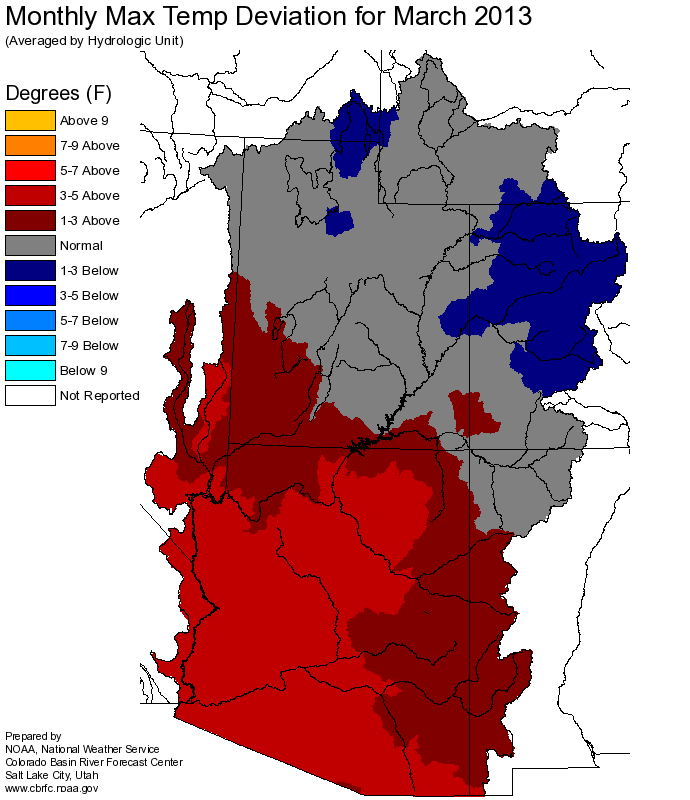 Monthly Max Temp Deviation for March 2013
(Averaged by Hydrologic Unit)
Degrees (F)
Above 9
7-9 Above
5-7 Above
3-5 Above
1-3 Above
Normal
1-3 Below
3-5 Below
5-7 Below
7-9 Below
Below 9
Not Reported
Prepared by
NOAA, National Weather Service
Colorado Basin River Forecast Center
Salt Lake City, Utah
www.cbrfc.noaa.gov